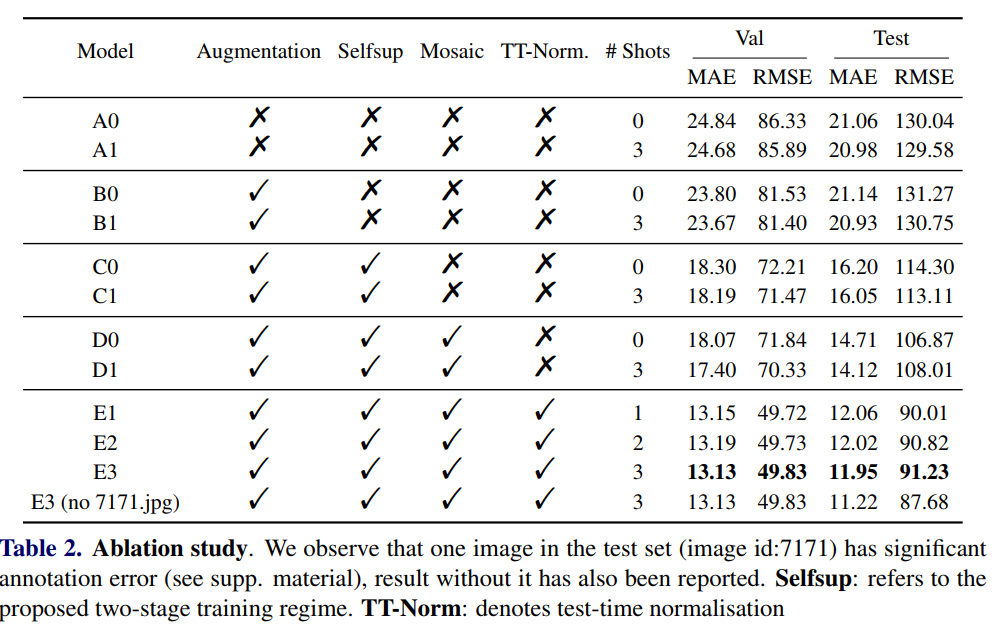 Model Augmentation Selfsup Mosaic TT-Norm. # Shots Val Test
MAE RMSE MAE RMSE
A0 ✗ ✗ ✗ ✗ 0 24.84 86.33 21.06 130.04
A1 ✗ ✗ ✗ ✗ 3 24.68 85.89 20.98 129.58
B0 ✓ ✗ ✗ ✗ 0 23.80 81.53 21.14 131.27
B1 ✓ ✗ ✗ ✗ 3 23.67 81.40 20.93 130.75
C0 ✓ ✓ ✗ ✗ 0 18.30 72.21 16.20 114.30
C1 ✓ ✓ ✗ ✗ 3 18.19 71.47 16.05 113.11
D0 ✓ ✓ ✓ ✗ 0 18.07 71.84 14.71 106.87
D1 ✓ ✓ ✓ ✗ 3 17.40 70.33 14.12 108.01
E1 ✓ ✓ ✓ ✓ 1 13.15 49.72 12.06 90.01
E2 ✓ ✓ ✓ ✓ 2 13.19 49.73 12.02 90.82
E3 ✓ ✓ ✓ ✓ 3 13.13 49.83 11.95 91.23
E3 (no 7171.jpg) ✓ ✓ ✓ ✓ 3 13.13 49.83 11.22 87.68
Table 2. Ablation study. We observe that one image in the test set (image id:7171) has significant
annotation error (see supp. material), result without it has also been reported. Selfsup: refers to the
proposed two-stage training regime. TT-Norm: denotes test-time normalisation